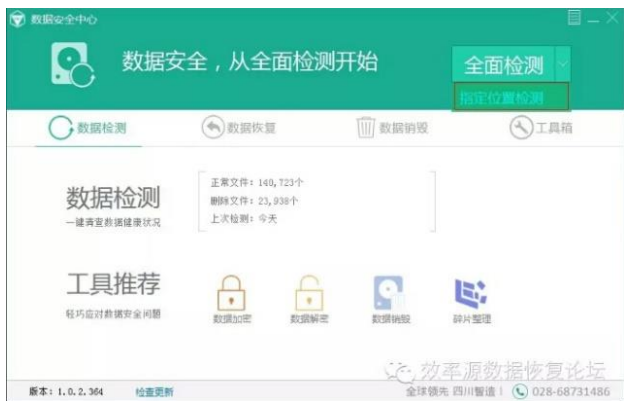 数据安全中心
数据安全，从全面检测开始
全面检测
指定位置检测
数据检测
数据恢复
数据销毁
工具箱
数据检测
一键清查数据健康状况
正常文件：140,723个
删除文件：23,938个
上次检测：今天
工具推荐
轻巧应对数据安全问题
数据加密
数据解密
数据销毁
碎片整理
效率源数据恢复论坛
版本：1.0.2.364
检查更新
全球领先 四川智造
028-68731486